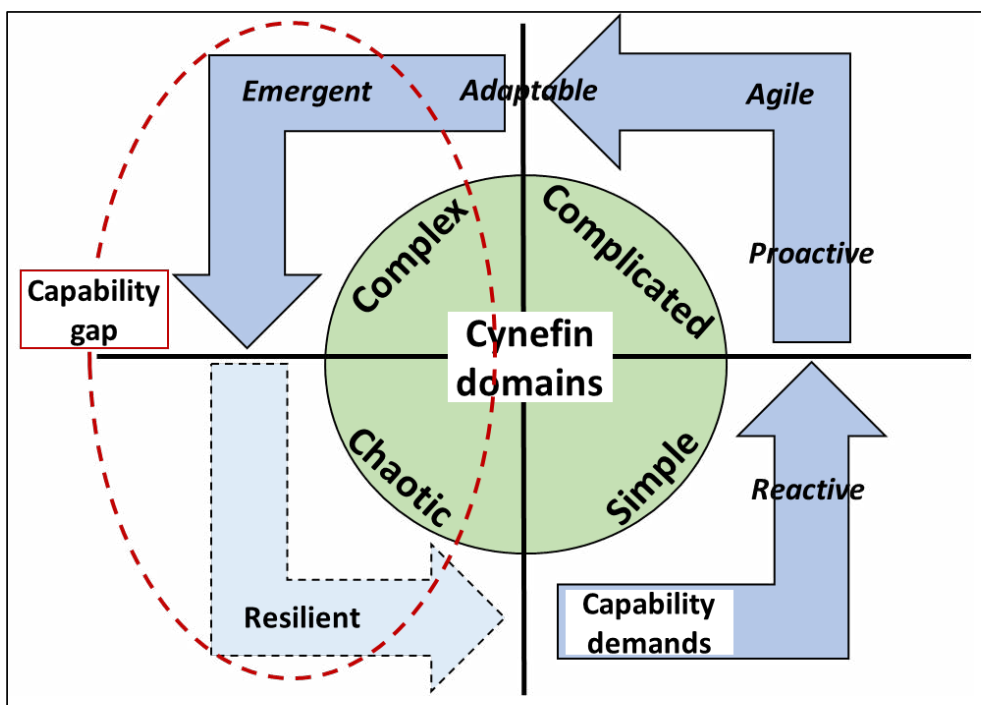 Emergent
Adaptable
Agile
Complex
Complicated
Proactive
Capability
gap
Cynefin
domains
Chaotic
Simple
Reactive
Resilient
Capability
demands